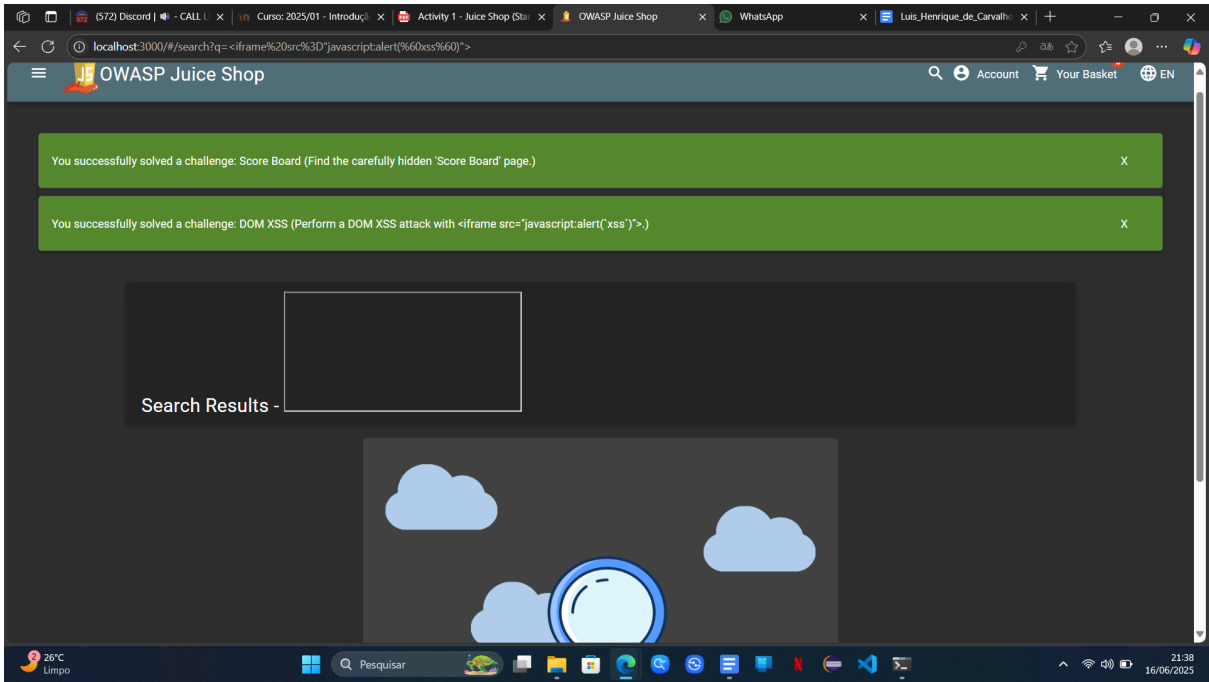 (572) Discord | - CALL L
Curso: 2025/01 - Introduçã
Activity 1 - Juice Shop (Star
OWASP Juice Shop
WhatsApp
Luis_Henrique_de_Carvalho
localhost:3000/#/search?q=<iframe%20src%3D"javascript:alert(%60xss%60)">
OWASP Juice Shop
Account
Your Basket
EN
You successfully solved a challenge: Score Board (Find the carefully hidden 'Score Board' page.)
X
You successfully solved a challenge: DOM XSS (Perform a DOM XSS attack with <iframe src="javascript:alert(`xss`)">.)
X
Search Results -
2
26°C
Limpo
Pesquisar
21:38
16/06/2025